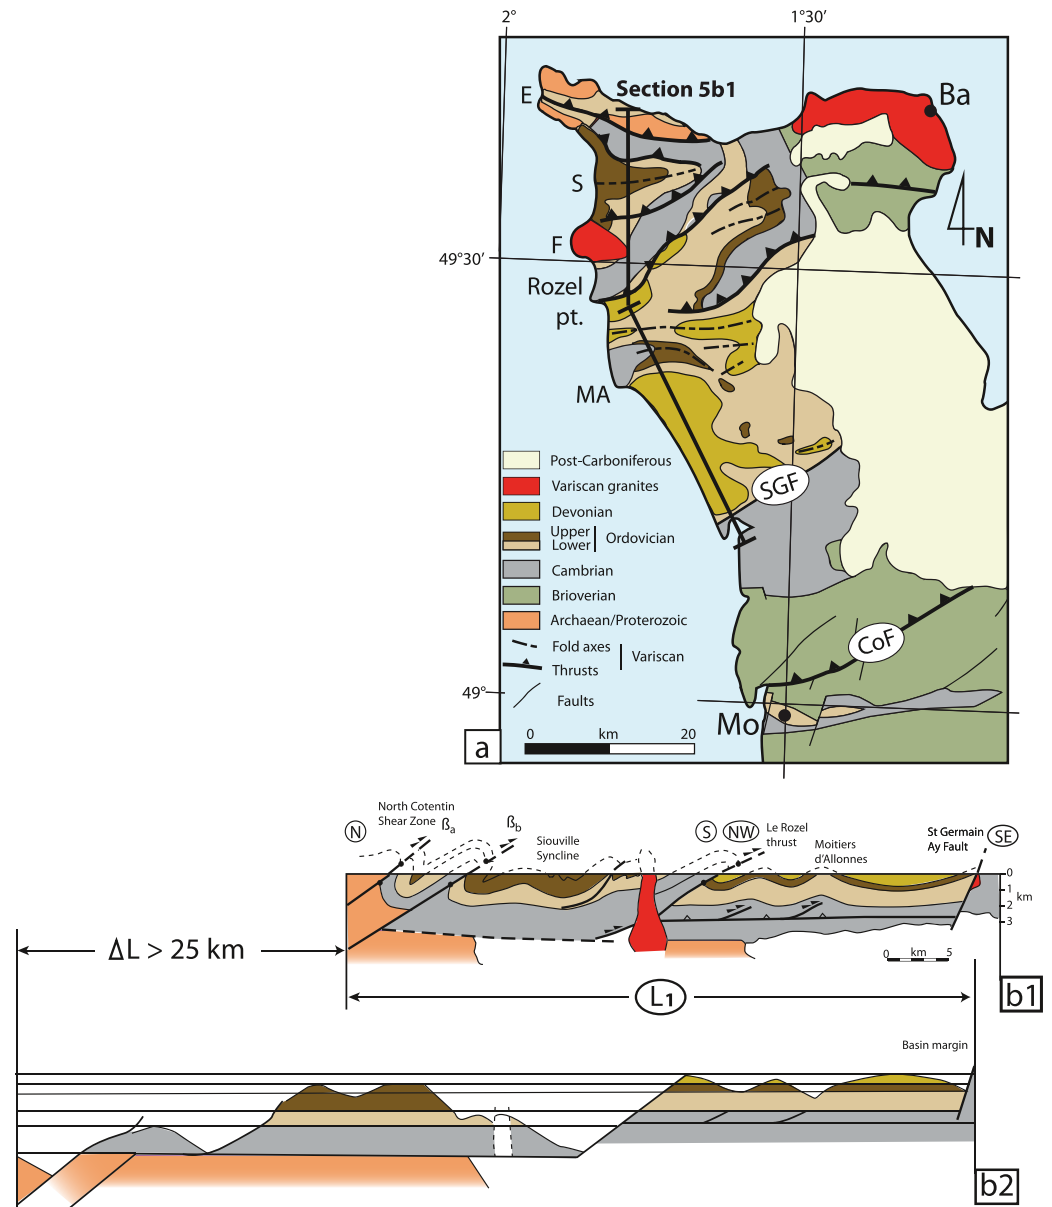 2°
1°30′
E
Section 5b1
Ba
S
F
N
49°30′
Rozel
pt.
MA
Post-Carboniferous
Variscan granites
Devonian
Upper
Lower
Ordovician
Cambrian
Brioverian
Archaean/Proterozoic
Fold axes
Thrusts
Variscan
Faults
SGF
CoF
49°
Mo
0 km 20
a
N
North Cotentin
Shear Zone
ßa
ßb
Siouville
Syncline
S
NW
Le Rozel
thrust
Moitiers
d'Allonnes
St Germain
Ay Fault
SE
0
1
2
3
km
0 km 5
ΔL > 25 km
L1
b1
Basin margin
b2